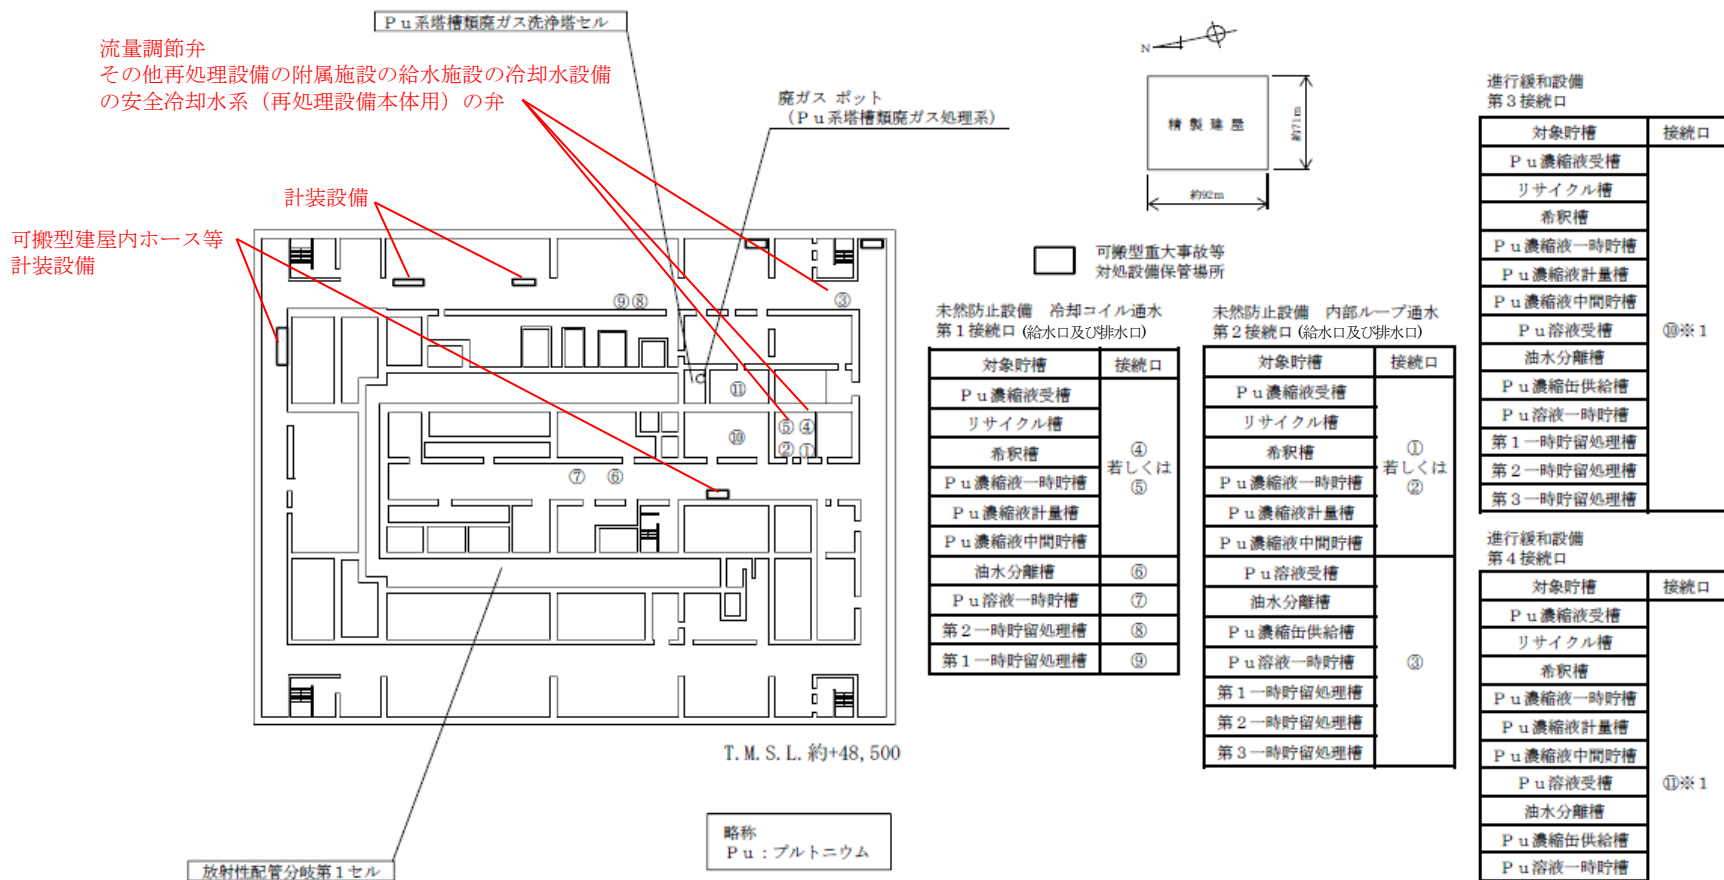 Ｐｕ系塔槽類廃ガス洗浄塔セル
流量調節弁
その他再処理設備の附属施設の給水施設の冷却水設備
の安全冷却水系（再処理設備本体用）の弁
廃ガス ポット
（Ｐｕ系塔槽類廃ガス処理系）
計装設備
可搬型建屋内ホース等
計装設備
⑨⑧
③
⑪
⑤④
⑩
②①
⑦ ⑥
T.M.S.L.約+48,500
放射性配管分岐第１セル
略称
Ｐｕ：プルトニウム
N
精製建屋
約71m
約92m
可搬型重大事故等
対処設備保管場所
未然防止設備　冷却コイル通水
第１接続口 (給水口及び排水口)
対象貯槽 接続口
Ｐｕ濃縮液受槽
リサイクル槽
希釈槽
Ｐｕ濃縮液一時貯槽
Ｐｕ濃縮液計量槽
Ｐｕ濃縮液中間貯槽
④
若しくは
⑤
油水分離槽 ⑥
Ｐｕ溶液一時貯槽 ⑦
第２一時貯留処理槽 ⑧
第１一時貯留処理槽 ⑨
未然防止設備　内部ループ通水
第２接続口 (給水口及び排水口)
対象貯槽 接続口
Ｐｕ濃縮液受槽
リサイクル槽
希釈槽
Ｐｕ濃縮液一時貯槽
Ｐｕ濃縮液計量槽
Ｐｕ濃縮液中間貯槽
①
若しくは
②
Ｐｕ溶液受槽
油水分離槽
Ｐｕ濃縮缶供給槽
Ｐｕ溶液一時貯槽
第１一時貯留処理槽
第２一時貯留処理槽
第３一時貯留処理槽
③
進行緩和設備
第３接続口
対象貯槽 接続口
Ｐｕ濃縮液受槽
リサイクル槽
希釈槽
Ｐｕ濃縮液一時貯槽
Ｐｕ濃縮液計量槽
Ｐｕ濃縮液中間貯槽
Ｐｕ溶液受槽
油水分離槽
Ｐｕ濃縮缶供給槽
Ｐｕ溶液一時貯槽
第１一時貯留処理槽
第２一時貯留処理槽
第３一時貯留処理槽
⑩※１
進行緩和設備
第４接続口
対象貯槽 接続口
Ｐｕ濃縮液受槽
リサイクル槽
希釈槽
Ｐｕ濃縮液一時貯槽
Ｐｕ濃縮液計量槽
Ｐｕ濃縮液中間貯槽
Ｐｕ溶液受槽
油水分離槽
Ｐｕ濃縮缶供給槽
Ｐｕ溶液一時貯槽
⑪※１